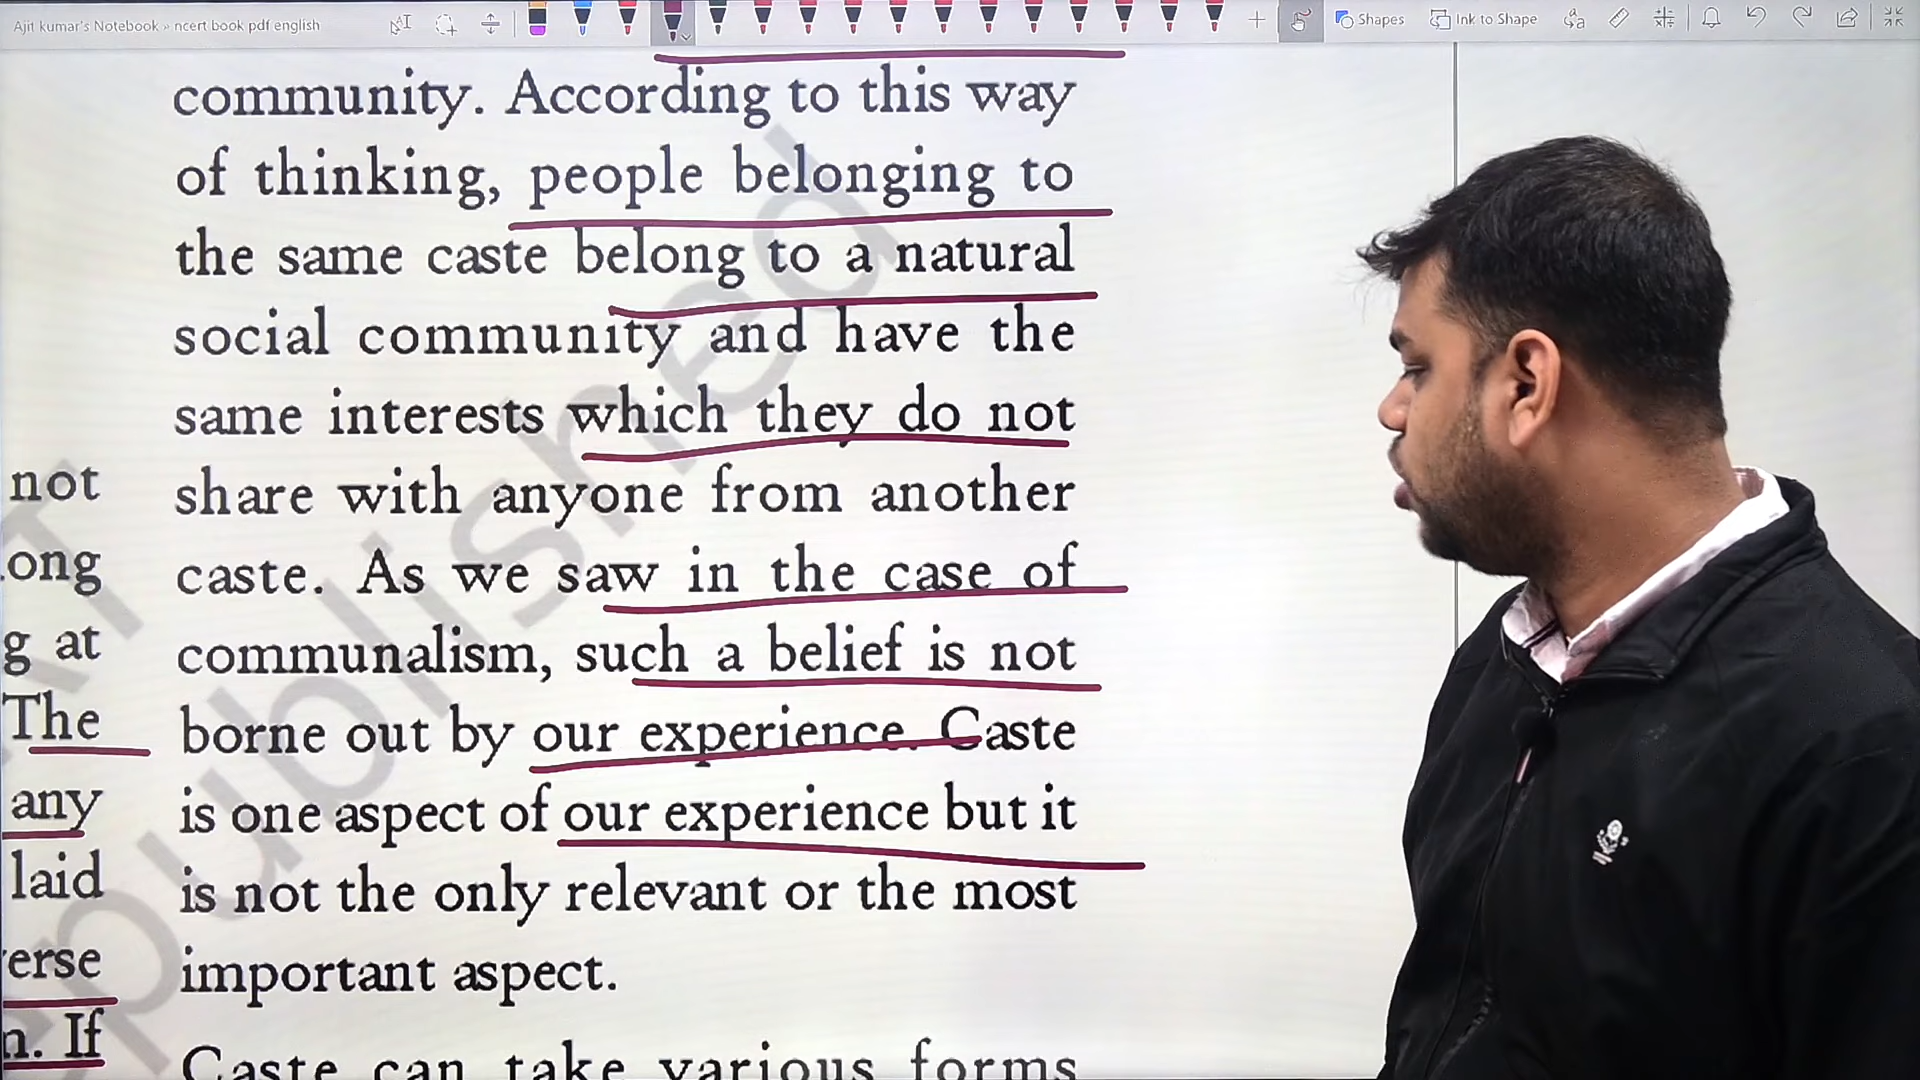 Ajit kumar's Notebook » ncert book pdf english
Shapes
Ink to Shape
community. According to this way
of thinking, people belonging to
the same caste belong to a natural
social community and have the
same interests which they do not
share with anyone from another
caste. As we saw in the case of
communalism, such a belief is not
borne out by our experience. Caste
is one aspect of our experience but it
is not the only relevant or the most
important aspect.
Caste can take various forms
not
ong
g at
The
any
laid
erse
n. If